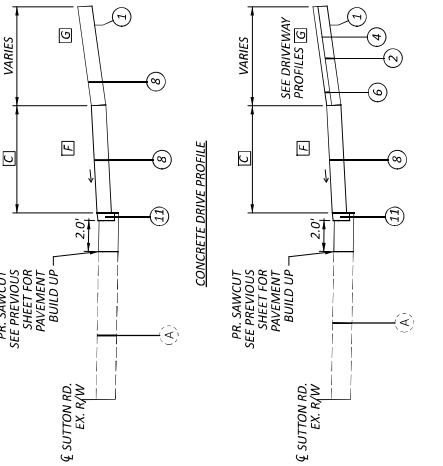 VARIES
G
1
8
C
F
8
11
2.0'
PR. SAWCUT
SEE PREVIOUS
SHEET FOR
PAVEMENT
BUILD UP
A
℄ SUTTON RD.
EX. R/W
CONCRETE DRIVE PROFILE
VARIES
SEE DRIVEWAY
PROFILES
G
1
4
2
6
C
F
8
11
2.0'
PR. SAWCUT
SEE PREVIOUS
SHEET FOR
PAVEMENT
BUILD UP
A
℄ SUTTON RD.
EX. R/W